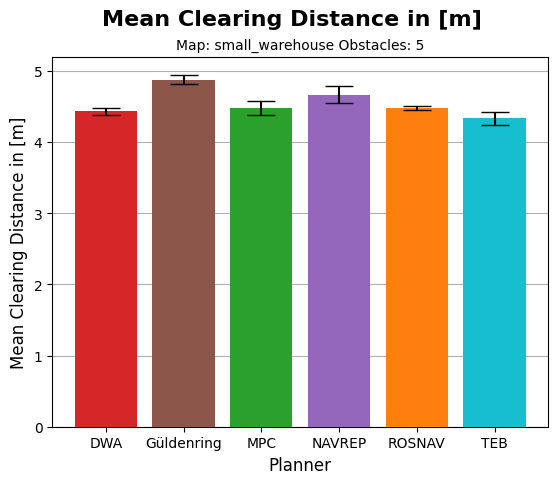 Mean Clearing Distance in [m]
Map: small_warehouse Obstacles: 5
Mean Clearing Distance in [m]
5
4
3
2
1
0
DWA Güldenring MPC NAVREP ROSNAV TEB
Planner